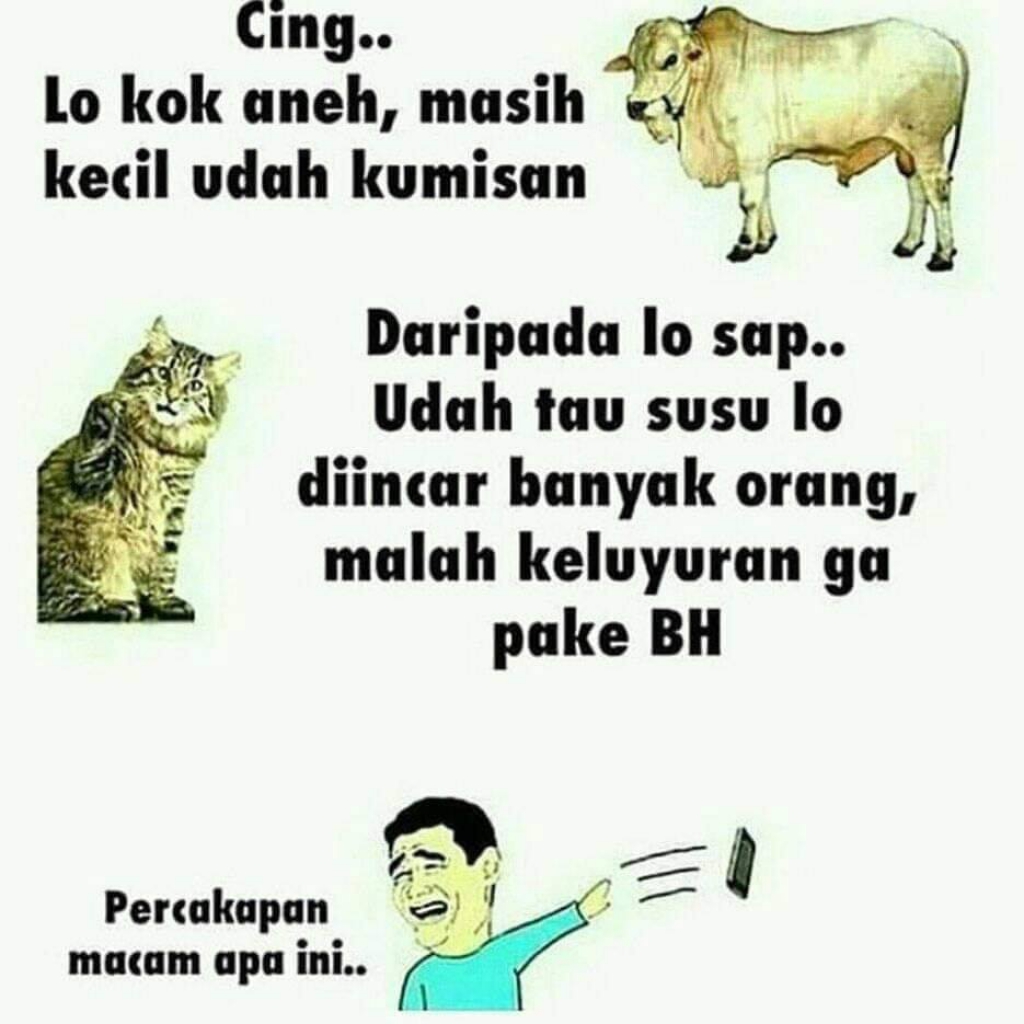 Cing..
Lo kok aneh, masih
kecil udah kumisan
Daripada lo sap..
Udah tau susu lo
diincar banyak orang,
malah keluyuran ga
pake BH
Percakapan
macam apa ini..